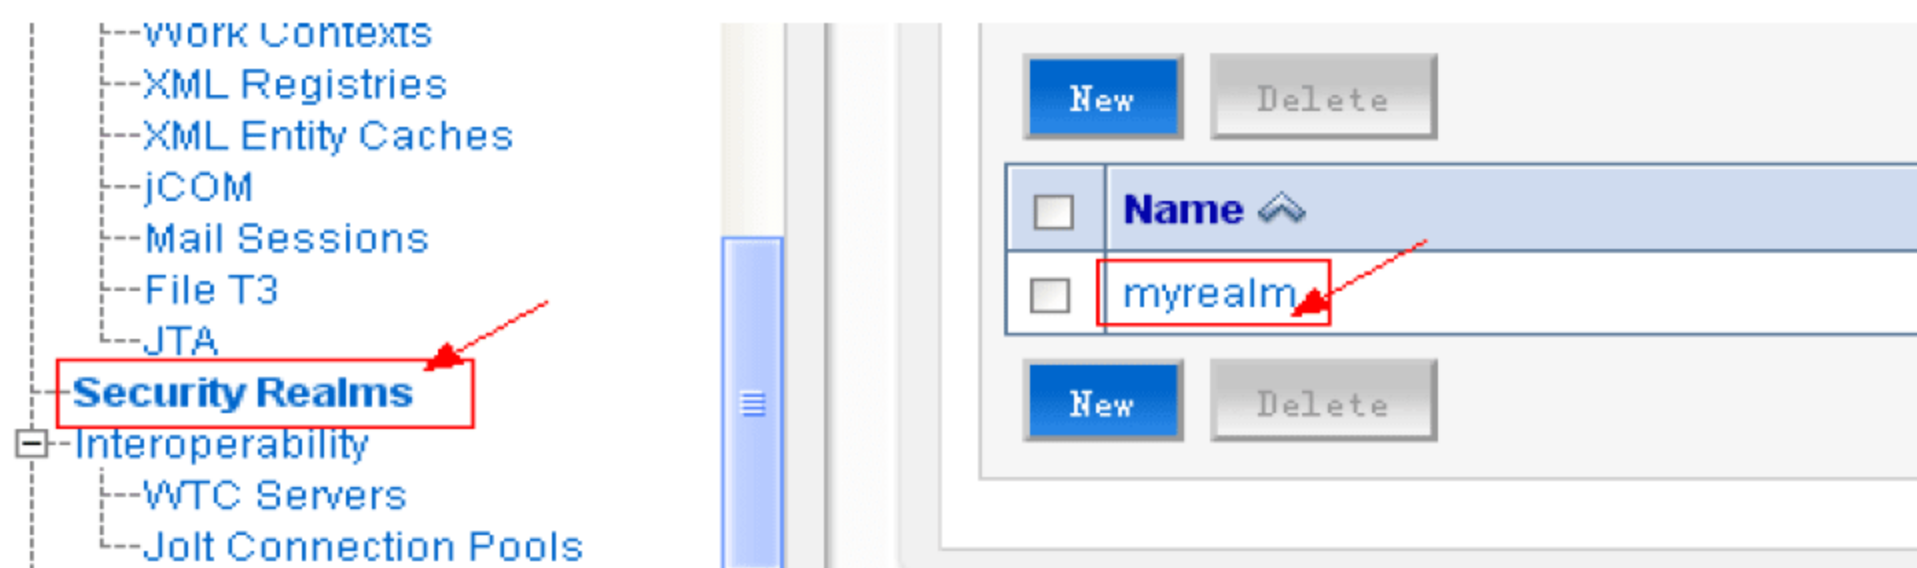 Work Contexts
XML Registries
XML Entity Caches
jCOM
Mail Sessions
File T3
JTA
Security Realms
Interoperability
WTC Servers
Jolt Connection Pools
New Delete
Name
myrealm
New Delete